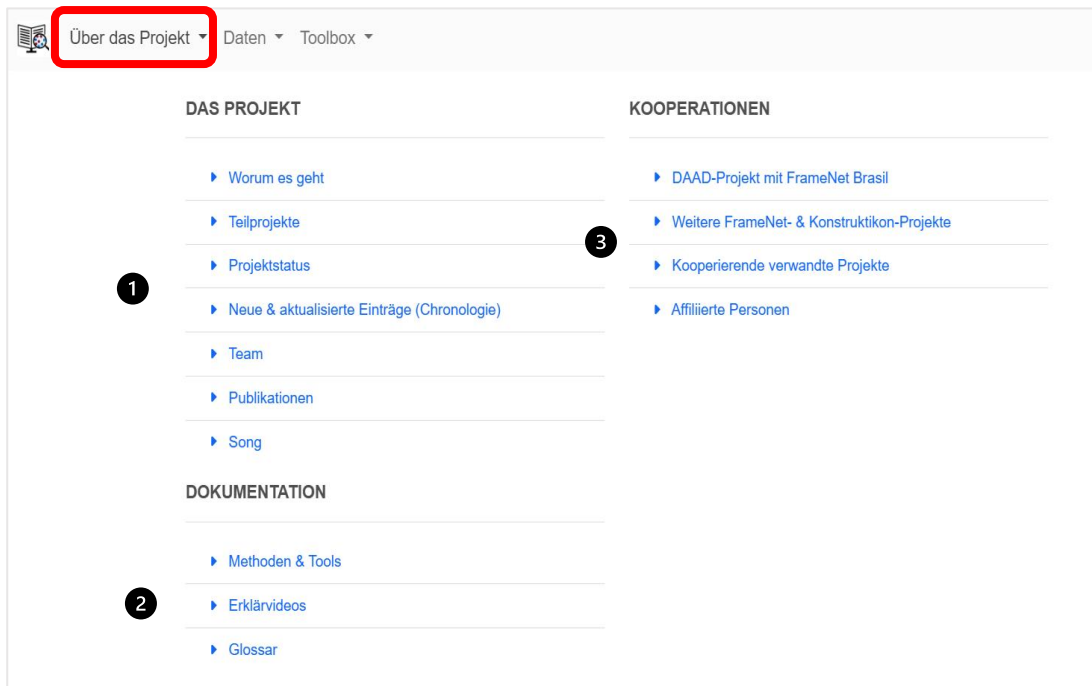 Über das Projekt Daten Toolbox
DAS PROJEKT
1
Worum es geht
Teilprojekte
Projektstatus
Neue & aktualisierte Einträge (Chronologie)
Team
Publikationen
Song
DOKUMENTATION
2
Methoden & Tools
Erklärvideos
Glossar
KOOPERATIONEN
3
DAAD-Projekt mit FrameNet Brasil
Weitere FrameNet- & Konstruktikon-Projekte
Kooperierende verwandte Projekte
Affiliierte Personen